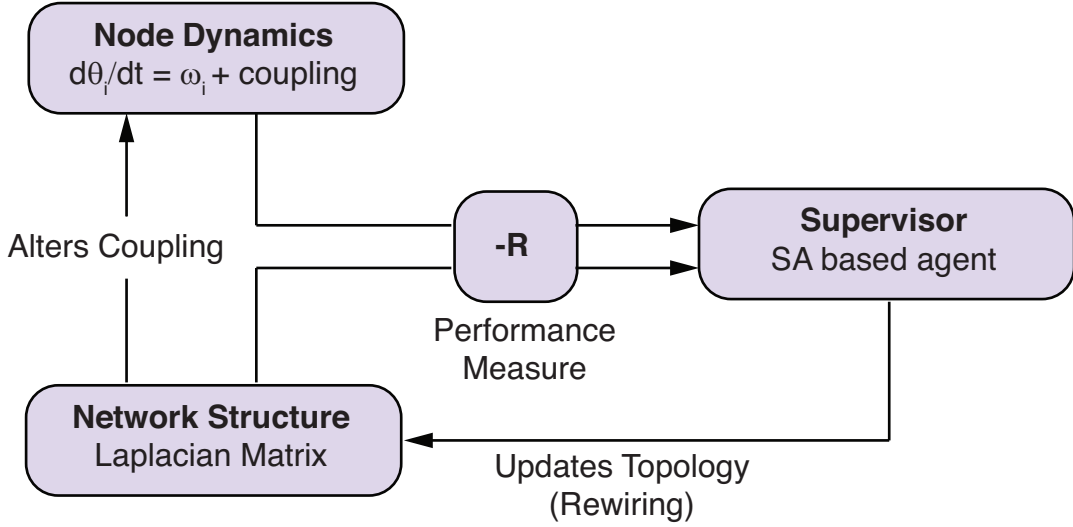 Node Dynamics
dθᵢ/dt = ωᵢ + coupling
Alters Coupling
-R
Performance
Measure
Supervisor
SA based agent
Network Structure
Laplacian Matrix
Updates Topology
(Rewiring)